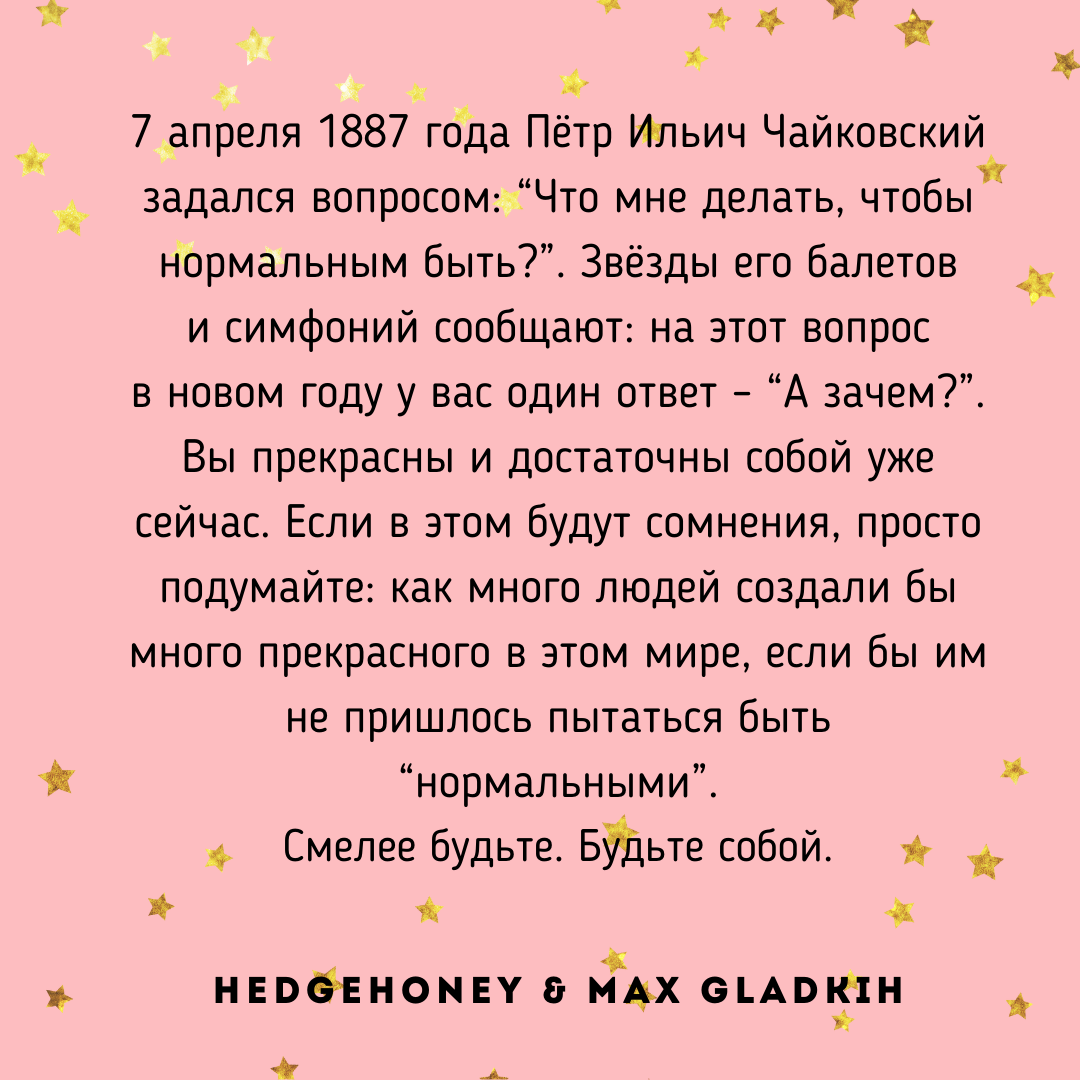 7 апреля 1887 года Пётр Ильич Чайковский
задался вопросом: “Что мне делать, чтобы
нормальным быть?”. Звёзды его балетов
и симфоний сообщают: на этот вопрос
в новом году у вас один ответ – “А зачем?”.
Вы прекрасны и достаточны собой уже
сейчас. Если в этом будут сомнения, просто
подумайте: как много людей создали бы
много прекрасного в этом мире, если бы им
не пришлось пытаться быть
“нормальными”.
Смелее будьте. Будьте собой.
HEDGEHONEY & MAX GLADKIH